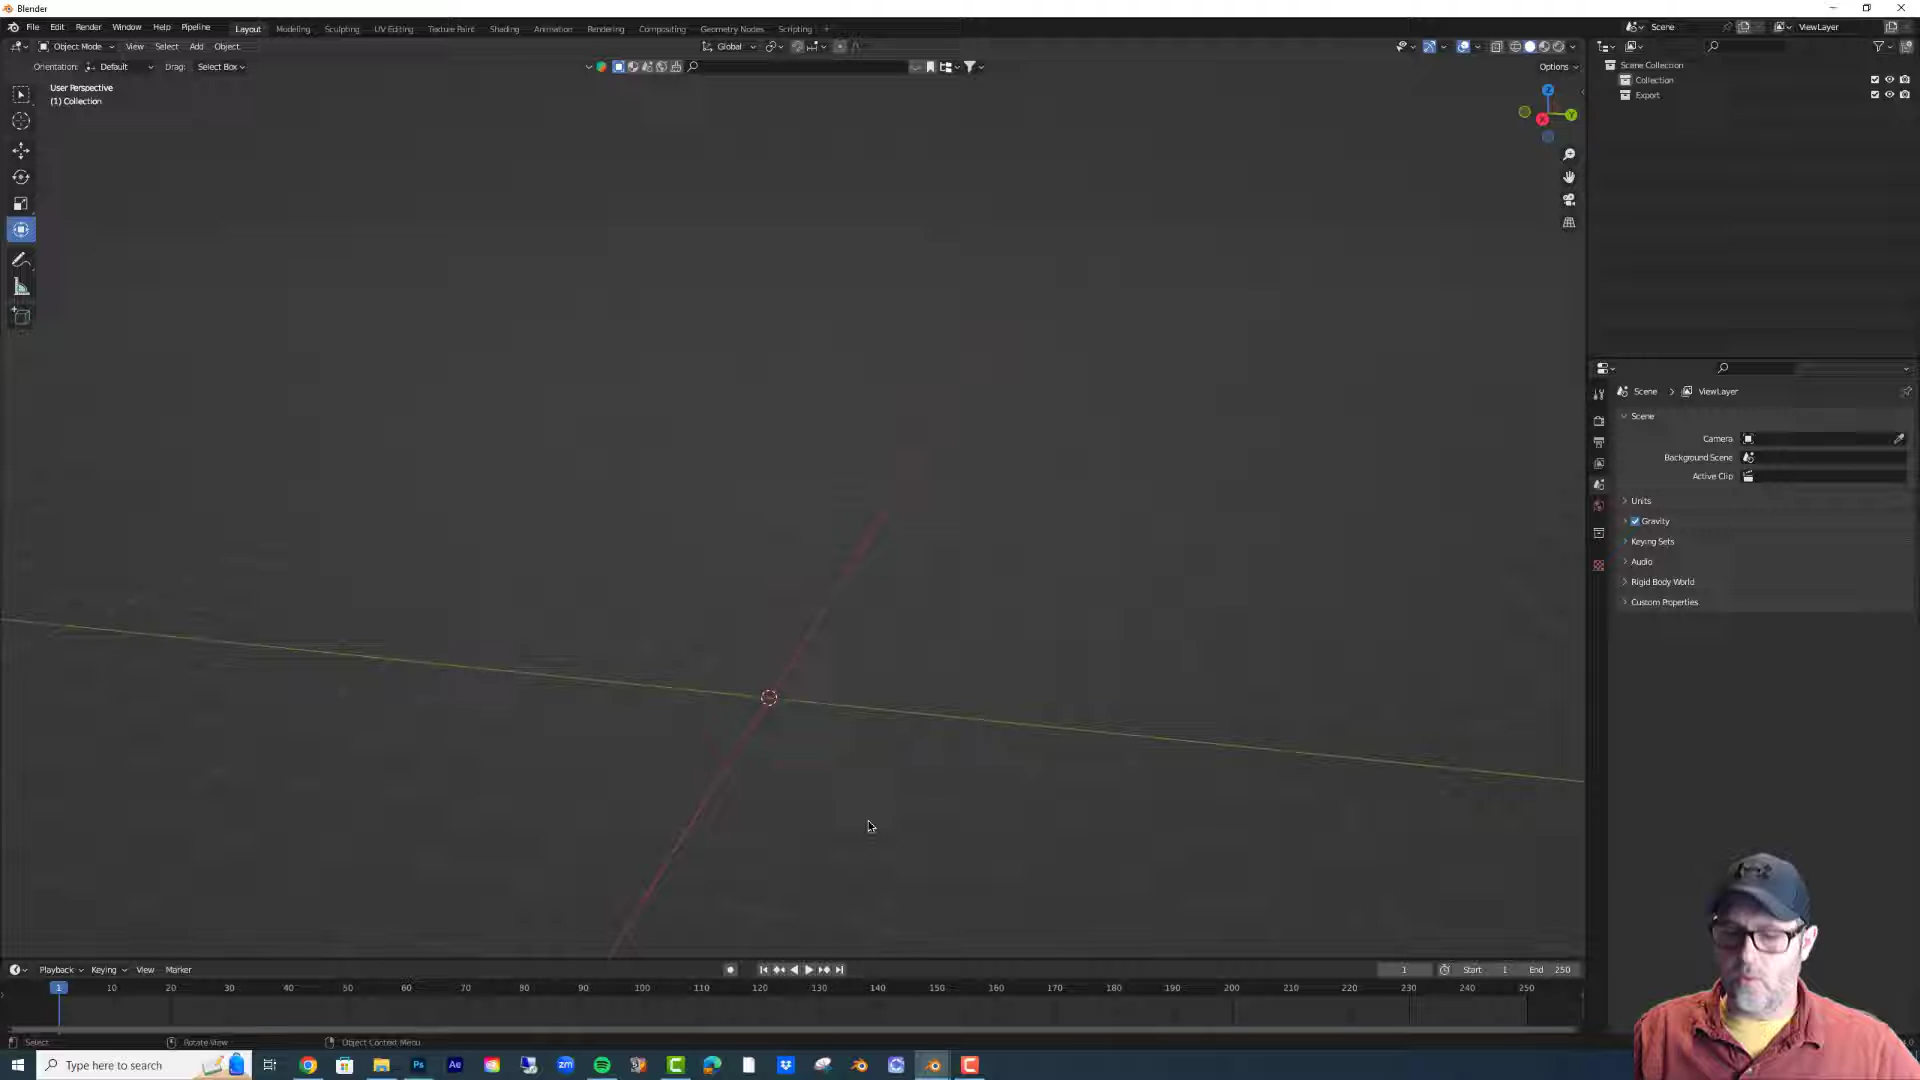 Blender
File Edit Render Window Help Pipeline Layout Modeling Sculpting UV Editing Texture Paint Shading Animation Rendering Compositing Geometry Nodes Scripting + Scene ViewLayer
Object Mode View Select Add Object Global
Orientation: Default Drag: Select Box Options
User Perspective
(1) Collection
Z
Y
X
Scene Collection
Collection
Export
Scene > ViewLayer
Scene
Camera
Background Scene
Active Clip
Units
Gravity
Keying Sets
Audio
Rigid Body World
Custom Properties
Playback Keying View Marker 1 Start 1 End 250
1 10 20 30 40 50 60 70 80 90 100 110 120 130 140 150 160 170 180 190 200 210 220 230 240 250
Select Rotate View Object Context Menu
Type here to search Ps Ae zm